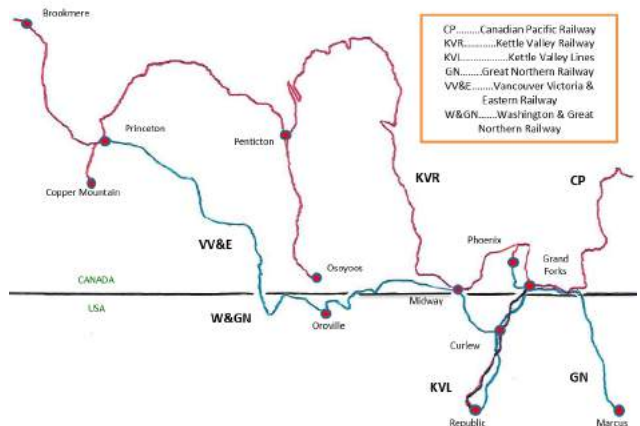 Brookmere
CP.........Canadian Pacific Railway
KVR.............Kettle Valley Railway
KVL...................Kettle Valley Lines
GN.......Great Northern Railway
VV&E........Vancouver Victoria &
Eastern Railway
W&GN......Washington & Great
Northern Railway
Princeton
Penticton
Copper Mountain
KVR
CP
VV&E
Phoenix
Grand
Forks
Osoyoos
CANADA
USA
Midway
W&GN
Oroville
Curlew
KVL
GN
Republic
Marcus